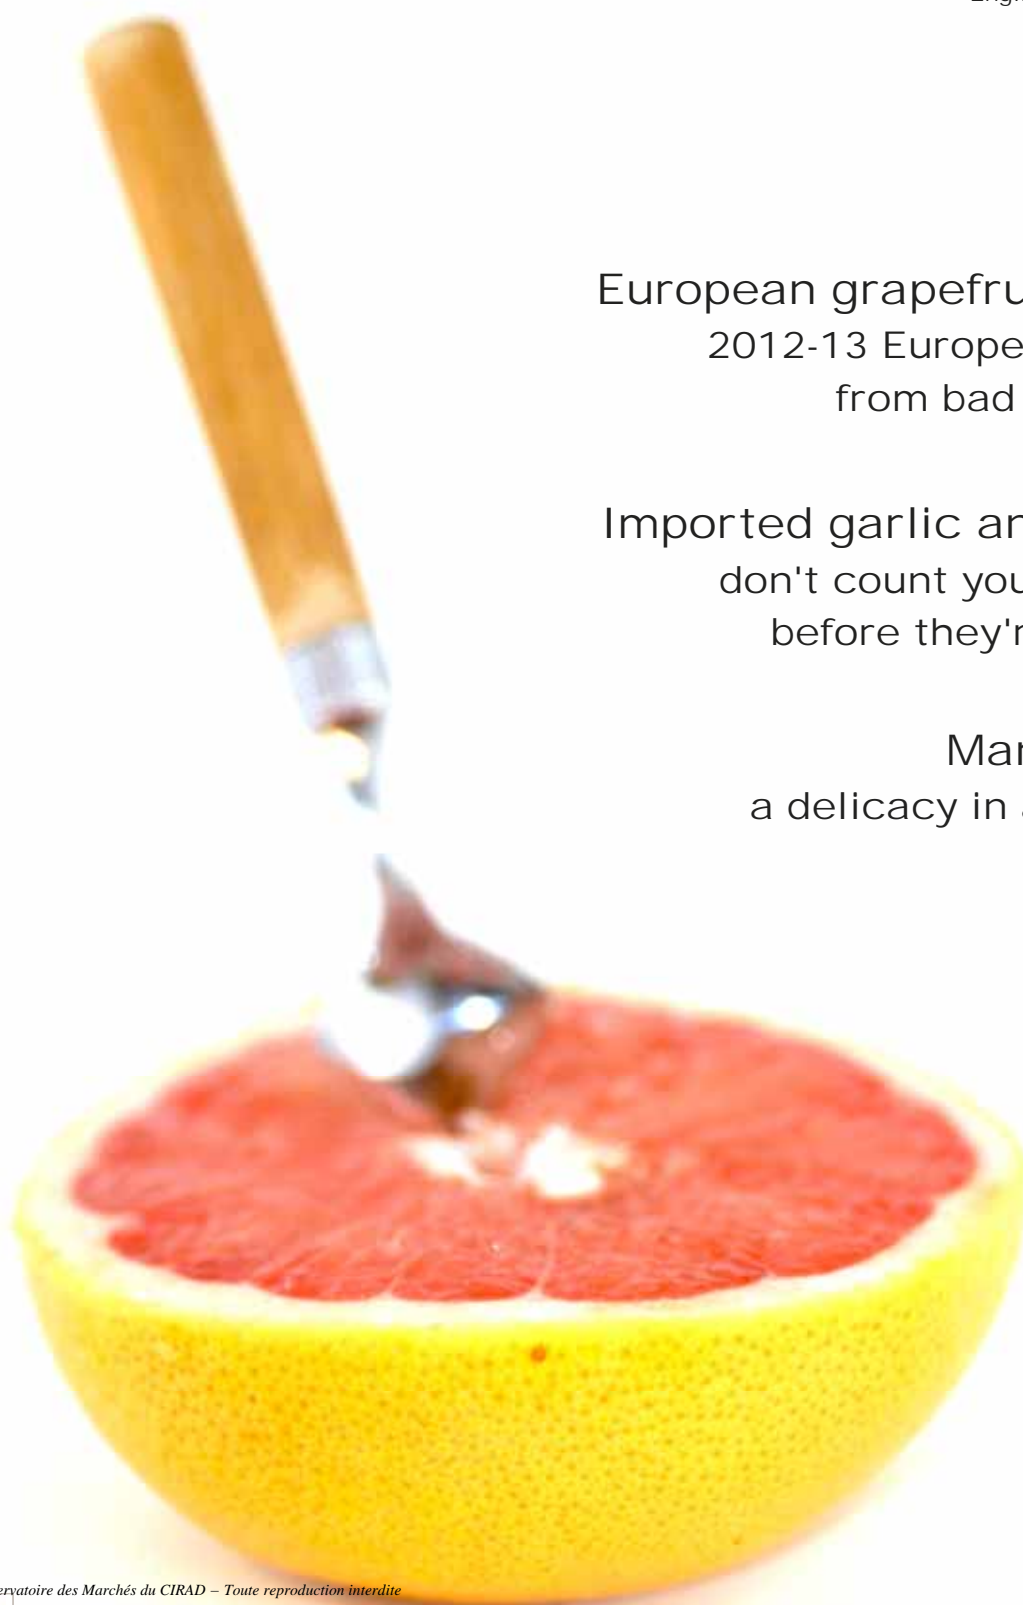 European grapefru
2012-13 Europe
from bad
Imported garlic ar
don't count you
before they'r
Mar
a delicacy in
ervatoire des Marchés du CIRAD – Toute reproduction interdite